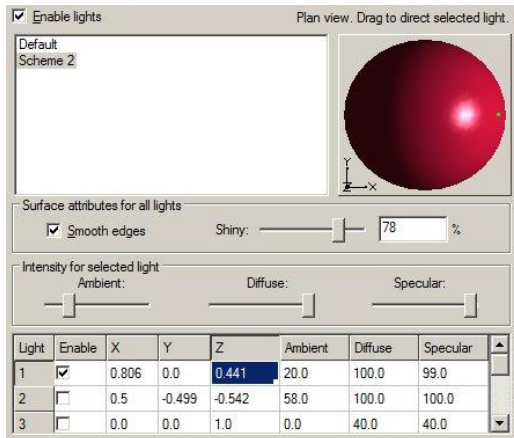 Enable lights
Plan view. Drag to direct selected light.
Default
Scheme 2
Y
Z X
Surface attributes for all lights
Smooth edges Shiny: 78 %
Intensity for selected light
Ambient: Diffuse: Specular:
Light Enable X Y Z Ambient Diffuse Specular
1 0.806 0.0 0.441 20.0 100.0 99.0
2 0.5 -0.499 -0.542 58.0 100.0 100.0
3 0.0 0.0 1.0 0.0 40.0 40.0